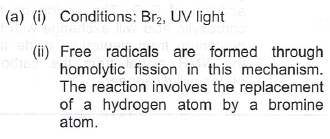 (a) (i) Conditions: Br₂, UV light
(ii) Free radicals are formed through
homolytic fission in this mechanism.
The reaction involves the replacement
of a hydrogen atom by a bromine
atom.